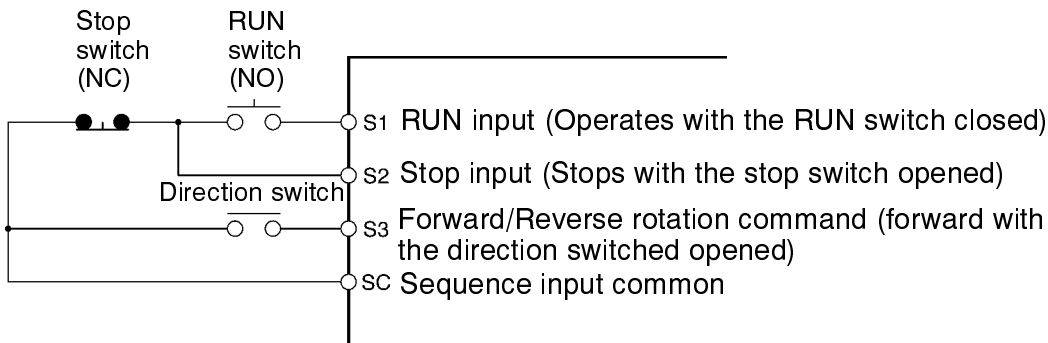 Stop
switch
(NC)
RUN
switch
(NO)
S1 RUN input (Operates with the RUN switch closed)
S2 Stop input (Stops with the stop switch opened)
Direction switch
S3 Forward/Reverse rotation command (forward with
the direction switched opened)
SC Sequence input common